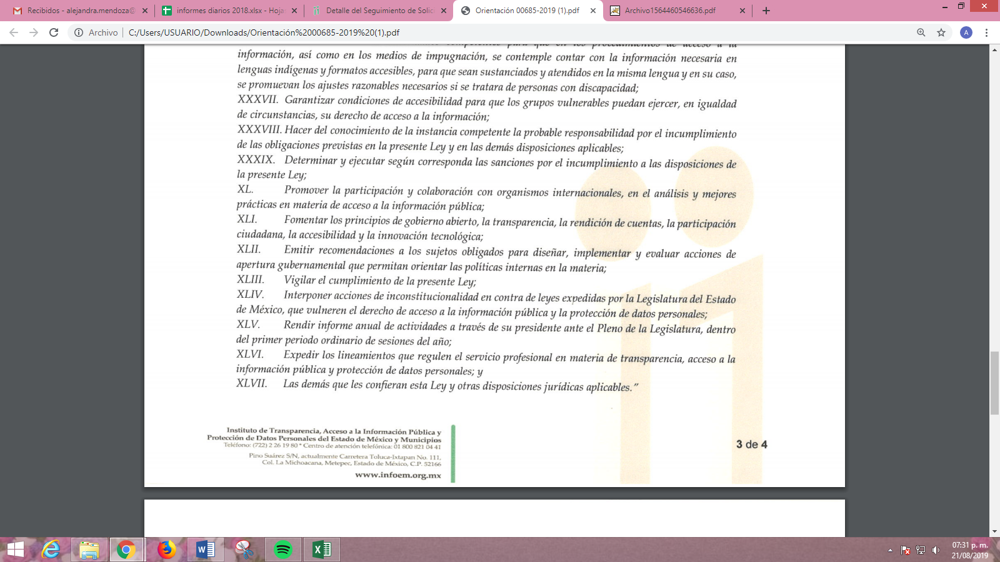 Recibidos - alejandra.mendoza@
informes diarios 2018.xlsx - Hoja
Detalle del Seguimiento de Solic
Orientación 00685-2019 (1).pdf
Archivo1564460546636.pdf
Archivo
C:/Users/USUARIO/Downloads/Orientación%2000685-2019%20(1).pdf
A
competentes para que en los procedimientos de acceso a la
información, así como en los medios de impugnación, se contemple contar con la información necesaria en
lenguas indígenas y formatos accesibles, para que sean sustanciados y atendidos en la misma lengua y en su caso,
se promuevan los ajustes razonables necesarios si se tratara de personas con discapacidad;
XXXVII. Garantizar condiciones de accesibilidad para que los grupos vulnerables puedan ejercer, en igualdad
de circunstancias, su derecho de acceso a la información;
XXXVIII. Hacer del conocimiento de la instancia competente la probable responsabilidad por el incumplimiento
de las obligaciones previstas en la presente Ley y en las demás disposiciones aplicables;
XXXIX. Determinar y ejecutar según corresponda las sanciones por el incumplimiento a las disposiciones de
la presente Ley;
XL. Promover la participación y colaboración con organismos internacionales, en el análisis y mejores
prácticas en materia de acceso a la información pública;
XLI. Fomentar los principios de gobierno abierto, la transparencia, la rendición de cuentas, la participación
ciudadana, la accesibilidad y la innovación tecnológica;
XLII. Emitir recomendaciones a los sujetos obligados para diseñar, implementar y evaluar acciones de
apertura gubernamental que permitan orientar las políticas internas en la materia;
XLIII. Vigilar el cumplimiento de la presente Ley;
XLIV. Interponer acciones de inconstitucionalidad en contra de leyes expedidas por la Legislatura del Estado
de México, que vulneren el derecho de acceso a la información pública y la protección de datos personales;
XLV. Rendir informe anual de actividades a través de su presidente ante el Pleno de la Legislatura, dentro
del primer periodo ordinario de sesiones del año;
XLVI. Expedir los lineamientos que regulen el servicio profesional en materia de transparencia, acceso a la
información pública y protección de datos personales; y
XLVII. Las demás que les confieran esta Ley y otras disposiciones jurídicas aplicables.”
Instituto de Transparencia, Acceso a la Información Pública y
Protección de Datos Personales del Estado de México y Municipios
Teléfono: (722) 2 26 19 80 * Centro de atención telefónica: 01 800 821 04 41
Pino Suárez S/N, actualmente Carretera Toluca-Ixtapan No. 111,
Col. La Michoacana, Metepec, Estado de México, C.P. 52166
www.infoem.org.mx
3 de 4
07:31 p. m.
21/08/2019